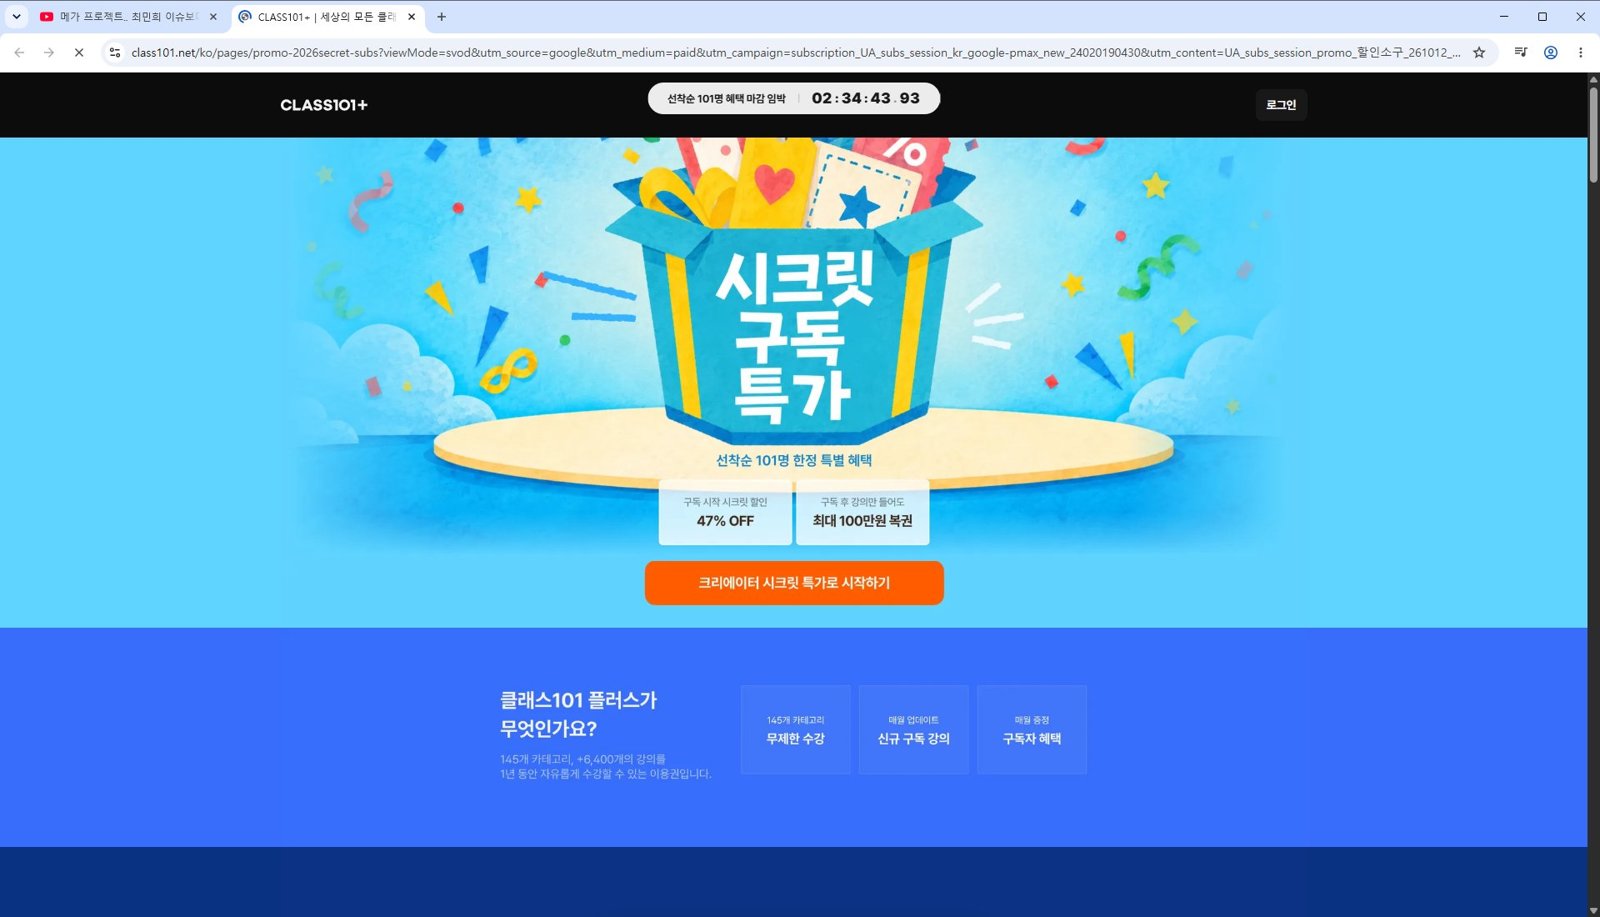 메가 프로젝트.. 최민희 이슈보
CLASS101+ | 세상의 모든 클래
class101.net/ko/pages/promo-2026secret-subs?viewMode=svod&utm_source=google&utm_medium=paid&utm_campaign=subscription_UA_subs_session_kr_google-pmax_new_24020190430&utm_content=UA_subs_session_promo_할인소구_261012_...
CLASS101+
선착순 101명 혜택 마감 임박 | 02 : 34 : 43 . 93
로그인
%
시크릿
구독
특가
선착순 101명 한정 특별 혜택
구독 시작 시크릿 할인
47% OFF
구독 후 강의만 들어도
최대 100만원 복권
크리에이터 시크릿 특가로 시작하기
클래스101 플러스가
무엇인가요?
145개 카테고리, +6,400개의 강의를
1년 동안 자유롭게 수강할 수 있는 이용권입니다.
145개 카테고리
무제한 수강
매월 업데이트
신규 구독 강의
매월 증정
구독자 혜택